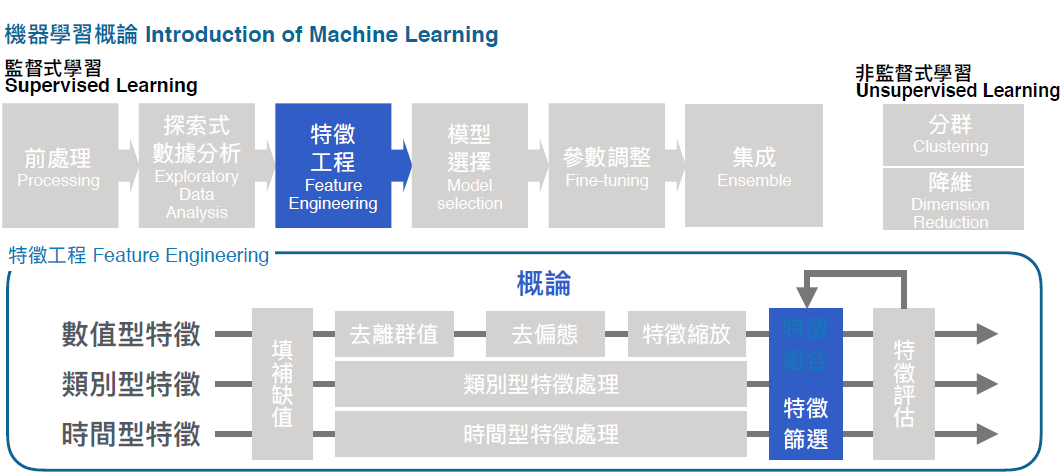 機器學習概論 Introduction of Machine Learning
監督式學習
Supervised Learning
非監督式學習
Unsupervised Learning
前處理
Processing
探索式
數據分析
Exploratory
Data
Analysis
特徵
工程
Feature
Engineering
模型
選擇
Model
selection
參數調整
Fine-tuning
集成
Ensemble
分群
Clustering
降維
Dimension
Reduction
特徵工程 Feature Engineering
概論
數值型特徵
類別型特徵
時間型特徵
填
補
缺
值
去離群值
去偏態
特徵縮放
類別型特徵處理
時間型特徵處理
特徵
組合
特徵
篩選
特
徵
評
估